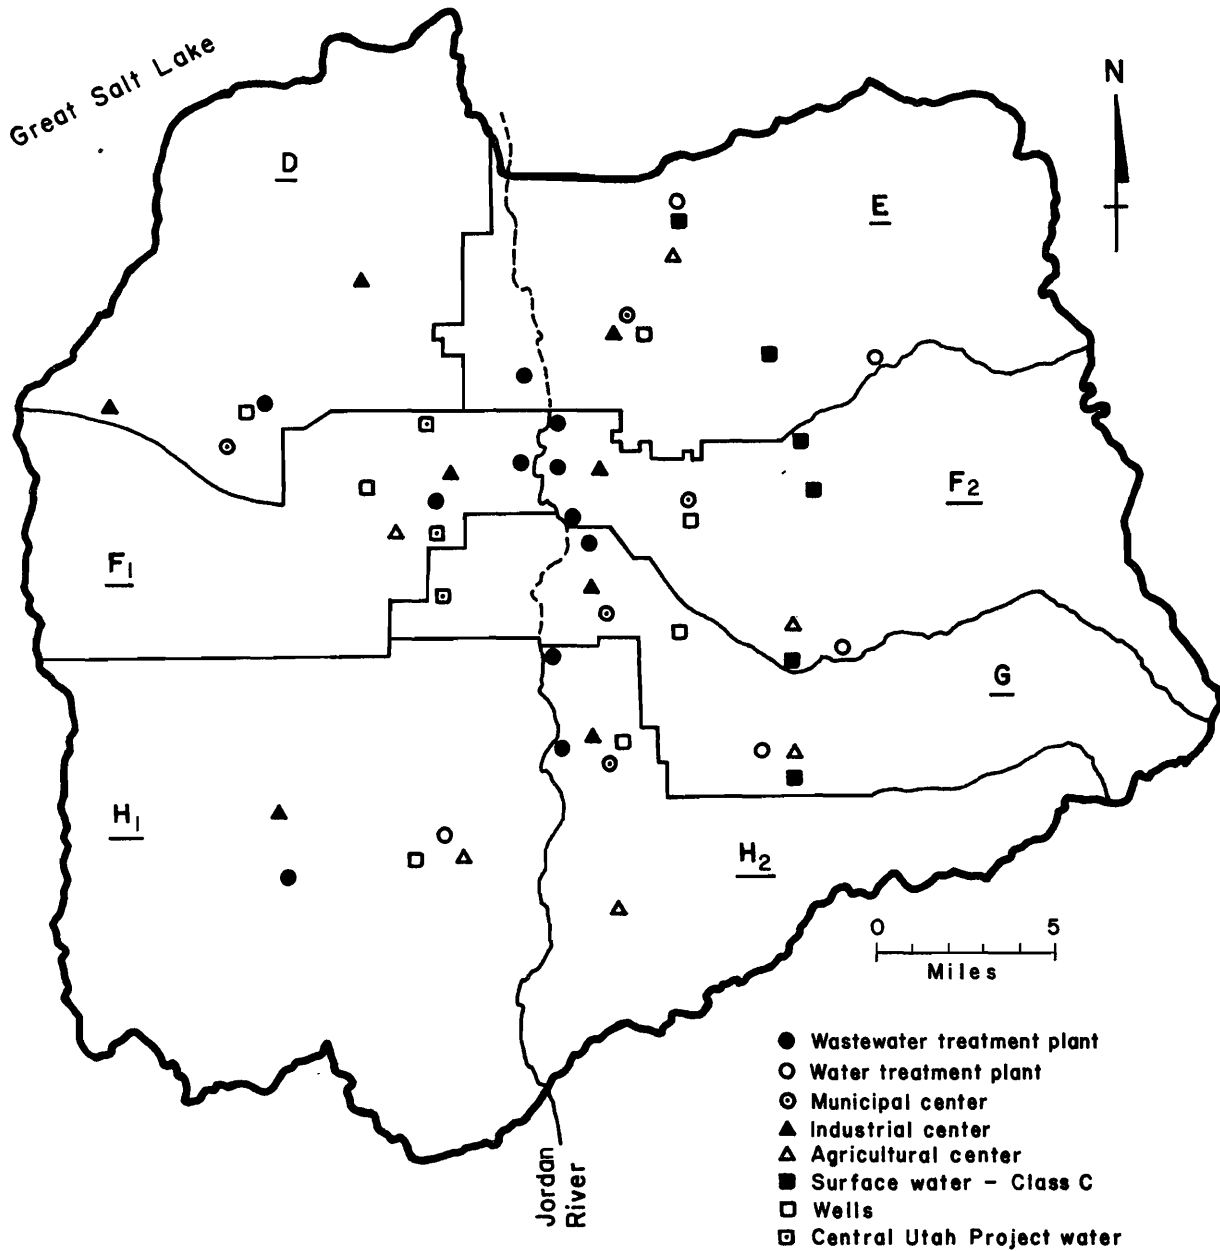 Great Salt Lake
N
D
E
F2
F1
G
H1
H2
0 5
Miles
Wastewater treatment plant
Water treatment plant
Municipal center
Industrial center
Agricultural center
Surface water - Class C
Wells
Central Utah Project water
Jordan
River